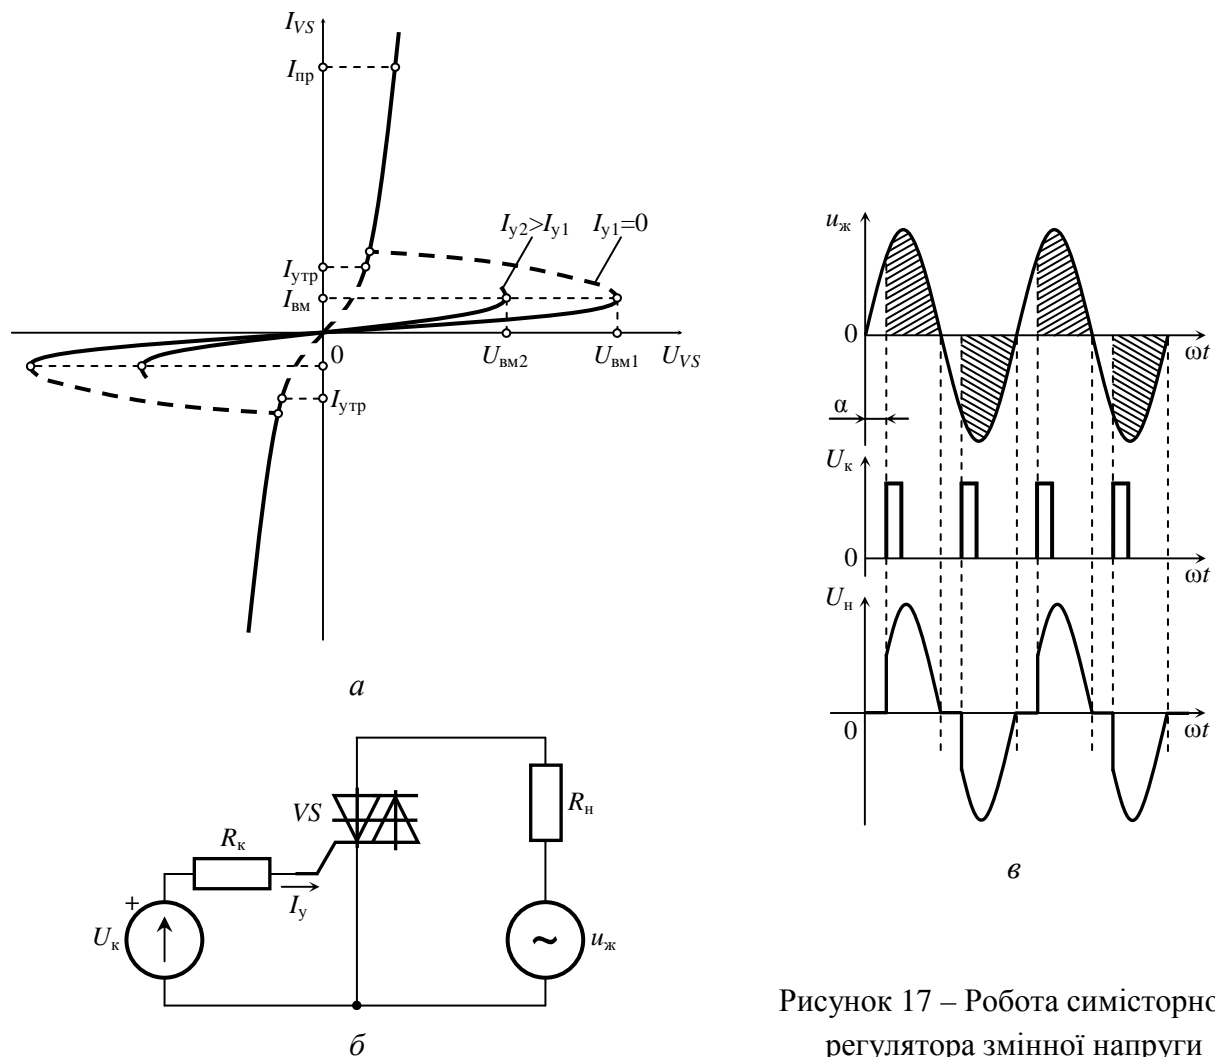 I_VS
I_пр
I_у2>I_у1
I_у1=0
I_утр
I_вм
0
U_вм2
U_вм1
U_VS
I_утр
а
VS
R_н
R_к
+
I_у
U_к
~
u_ж
б
u_ж
0
ωt
α
U_к
0
ωt
U_н
0
ωt
в
Рисунок 17 – Робота симісторно
регулятора змінної напруги